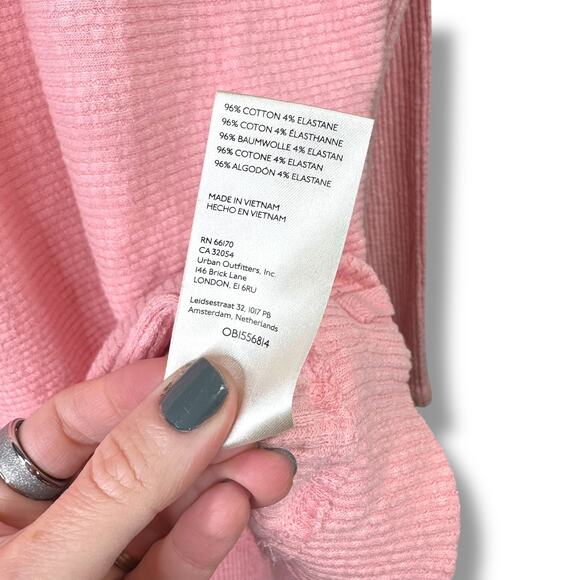 96% COTTON 4% ELASTANE
96% COTON 4% ÉLASTHANNE
96% BAUMWOLLE 4% ELASTAN
96% COTONE 4% ELASTAN
96% ALGODÓN 4% ELASTANE
MADE IN VIETNAM
HECHO EN VIETNAM
RN 66170
CA 32054
Urban Outfitters, Inc.
146 Brick Lane
LONDON, E1 6RU
Leidsestraat 32, 1017 PB
Amsterdam, Netherlands
OB1556814